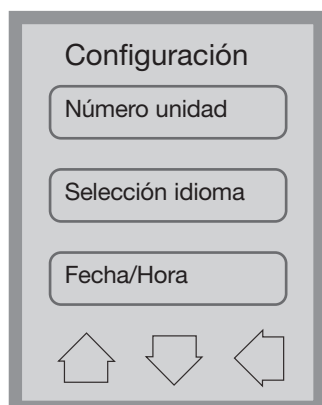 Configuración
Número unidad
Selección idioma
Fecha/Hora